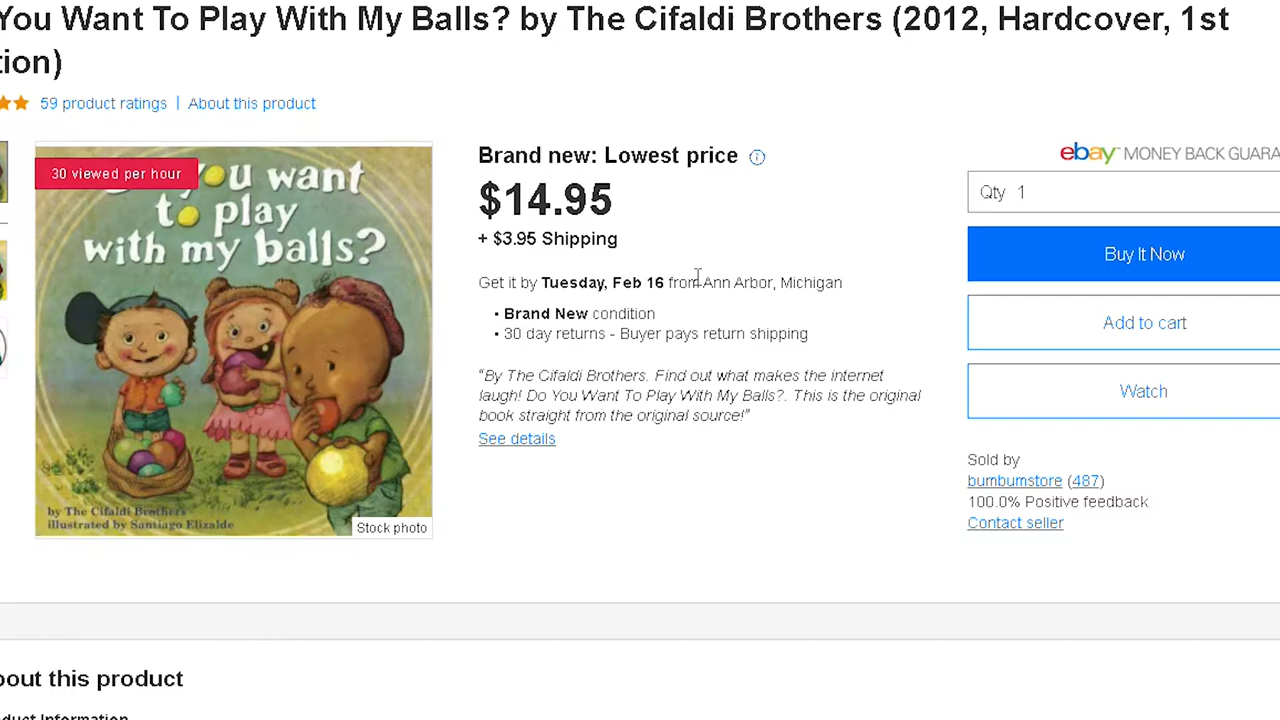 You Want To Play With My Balls? by The Cifaldi Brothers (2012, Hardcover, 1st
tion)
59 product ratings | About this product
30 viewed per hour
you want
to play
with my balls?
by The Cifaldi Brothers
illustrated by Santiago Elizalde
Stock photo
Brand new: Lowest price
$14.95
+ $3.95 Shipping
Get it by Tuesday, Feb 16 from Ann Arbor, Michigan
• Brand New condition
• 30 day returns - Buyer pays return shipping
"By The Cifaldi Brothers. Find out what makes the internet
laugh! Do You Want To Play With My Balls?. This is the original
book straight from the original source!"
See details
ebay MONEY BACK GUARA
Qty 1
Buy It Now
Add to cart
Watch
Sold by
bumbumstore (487)
100.0% Positive feedback
Contact seller
bout this product
duct Information